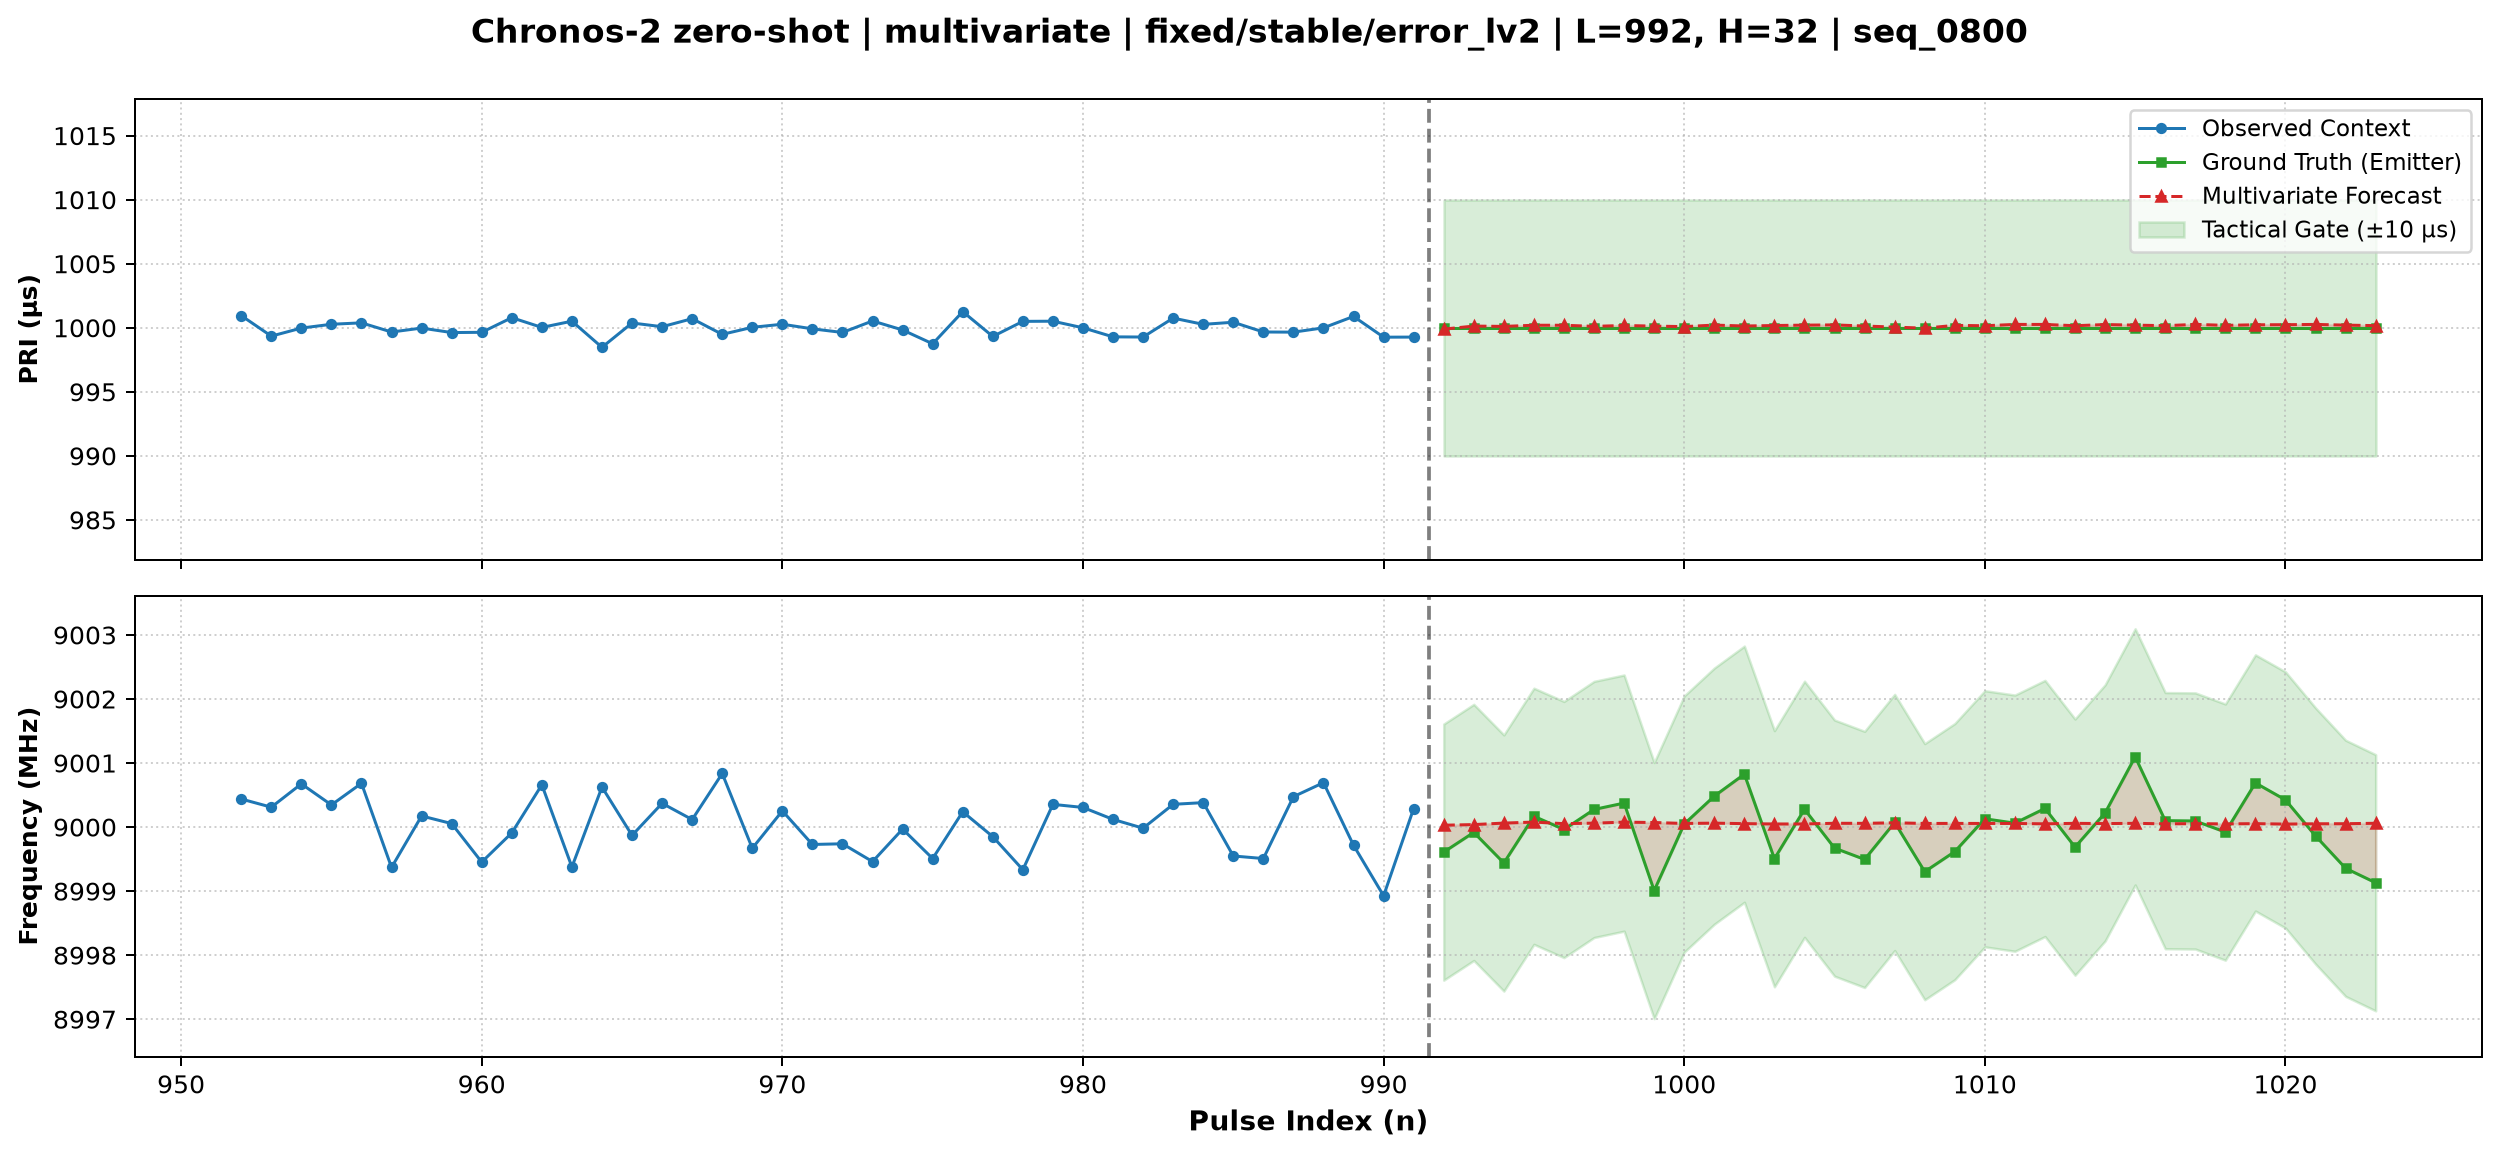 Chronos-2 zero-shot | multivariate | fixed/stable/error_lv2 | L=992, H=32 | seq_0800
1015
1010
1005
1000
995
990
985
PRI (µs)
Observed Context
Ground Truth (Emitter)
Multivariate Forecast
Tactical Gate (±10 µs)
9003
9002
9001
9000
8999
8998
8997
Frequency (MHz)
950 960 970 980 990 1000 1010 1020
Pulse Index (n)